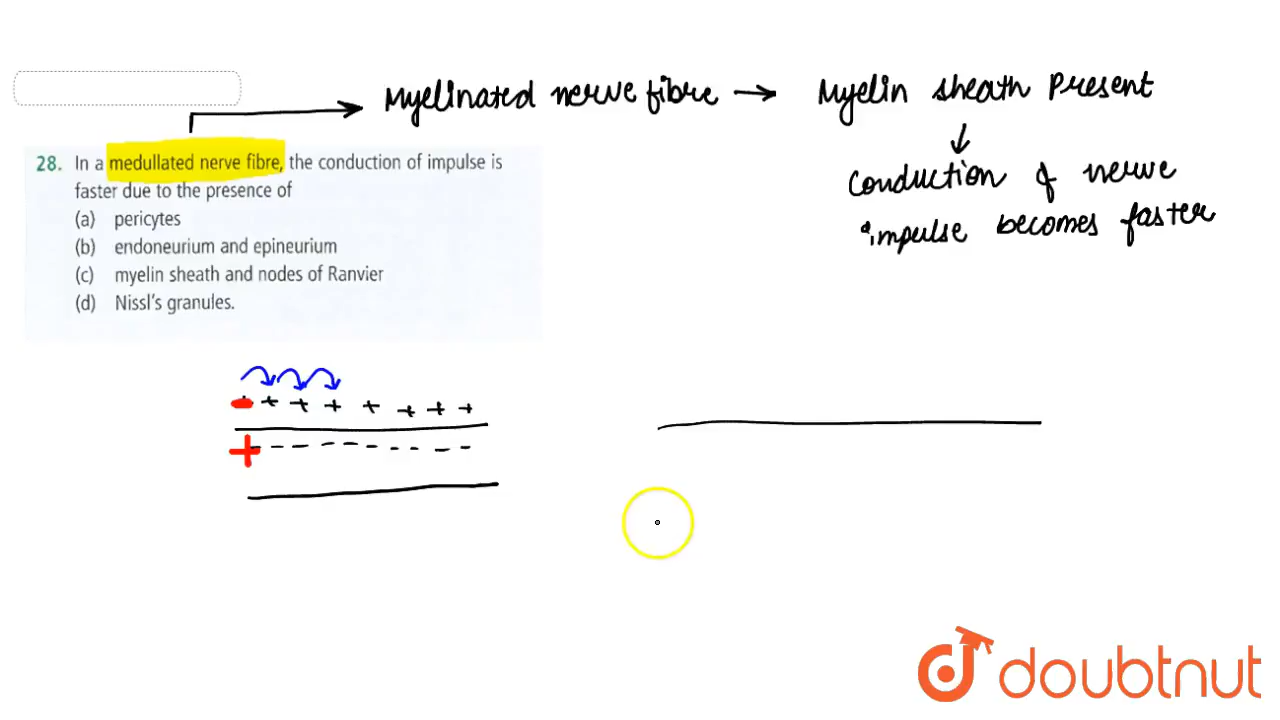 Myelinated nerve fibre → Myelin sheath Present
↓
Conduction of nerve
impulse becomes faster
28. In a medullated nerve fibre, the conduction of impulse is
faster due to the presence of
(a) pericytes
(b) endoneurium and epineurium
(c) myelin sheath and nodes of Ranvier
(d) Nissl's granules.
- + + + + + + +
+ - - - - - - - -
doubtnut